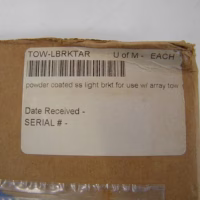 TOW-LBRKTAR U of M - EACH
powder coated ss light brkt for use w/ array tow
Date Received -
SERIAL # -